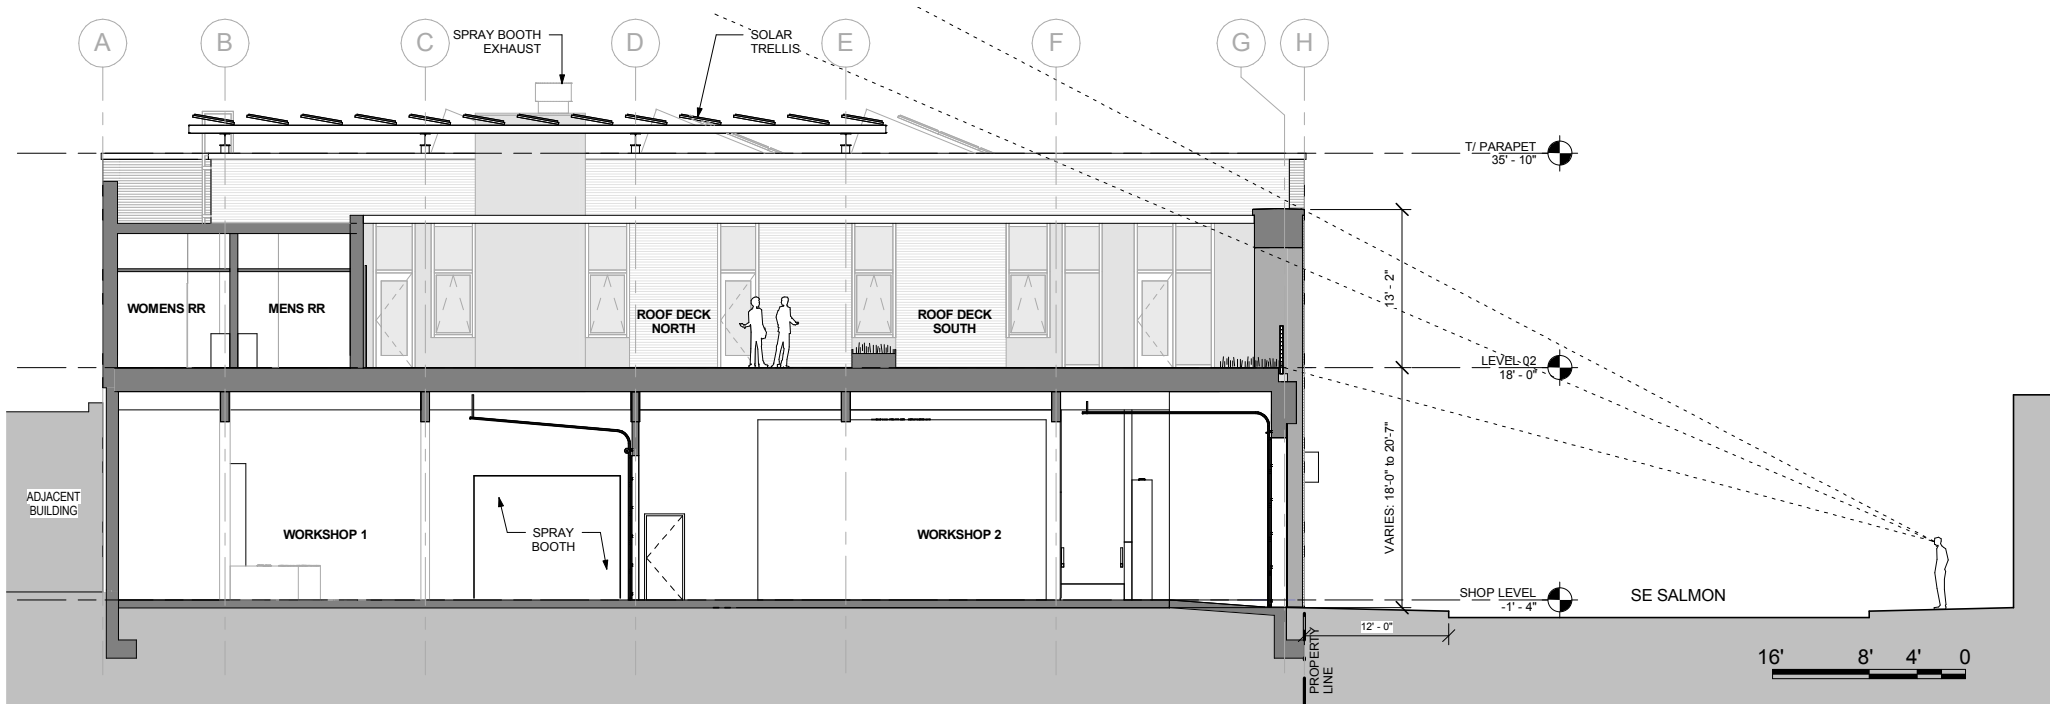 A
B
C
D
E
F
G
H
SPRAY BOOTH
EXHAUST
SOLAR
TRELLIS
T/ PARAPET
35' - 10"
WOMENS RR
MENS RR
ROOF DECK
NORTH
ROOF DECK
SOUTH
13' - 2"
LEVEL 02
18' - 0"
ADJACENT
BUILDING
WORKSHOP 1
SPRAY
BOOTH
WORKSHOP 2
VARIES: 18'-0" to 20'-7"
SHOP LEVEL
-1' - 4"
SE SALMON
12' - 0"
PROPERTY
LINE
16' 8' 4' 0